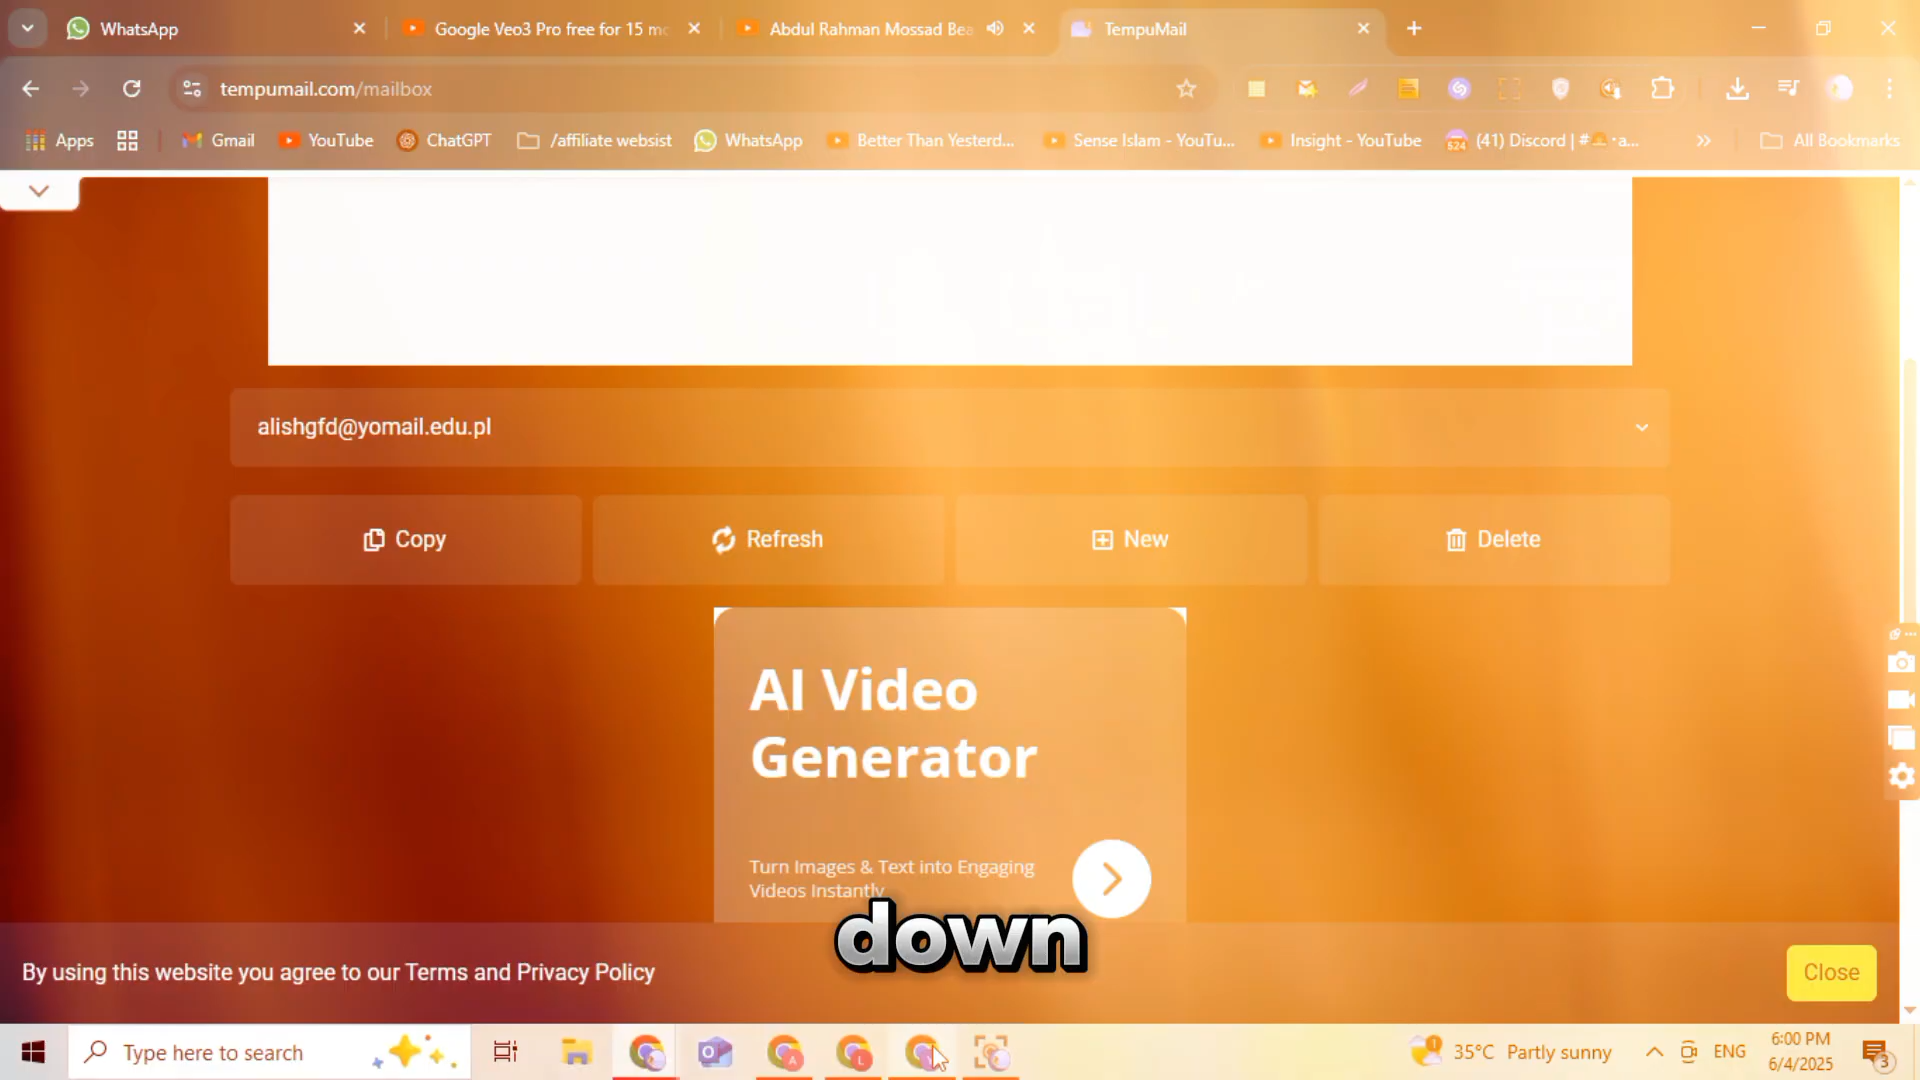 WhatsApp
Google Veo3 Pro free for 15 mo
Abdul Rahman Mossad Bea
TempuMail
tempumail.com/mailbox
Apps
Gmail
YouTube
ChatGPT
/affiliate websist
WhatsApp
Better Than Yesterd...
Sense Islam - YouTu...
Insight - YouTube
524
(41) Discord | #🔔・a...
All Bookmarks
alishgfd@yomail.edu.pl
Copy
Refresh
New
Delete
AI Video
Generator
Turn Images & Text into Engaging
Videos Instantly
down
By using this website you agree to our Terms and Privacy Policy
Close
Type here to search
35°C Partly sunny
ENG
6:00 PM
6/4/2025
3